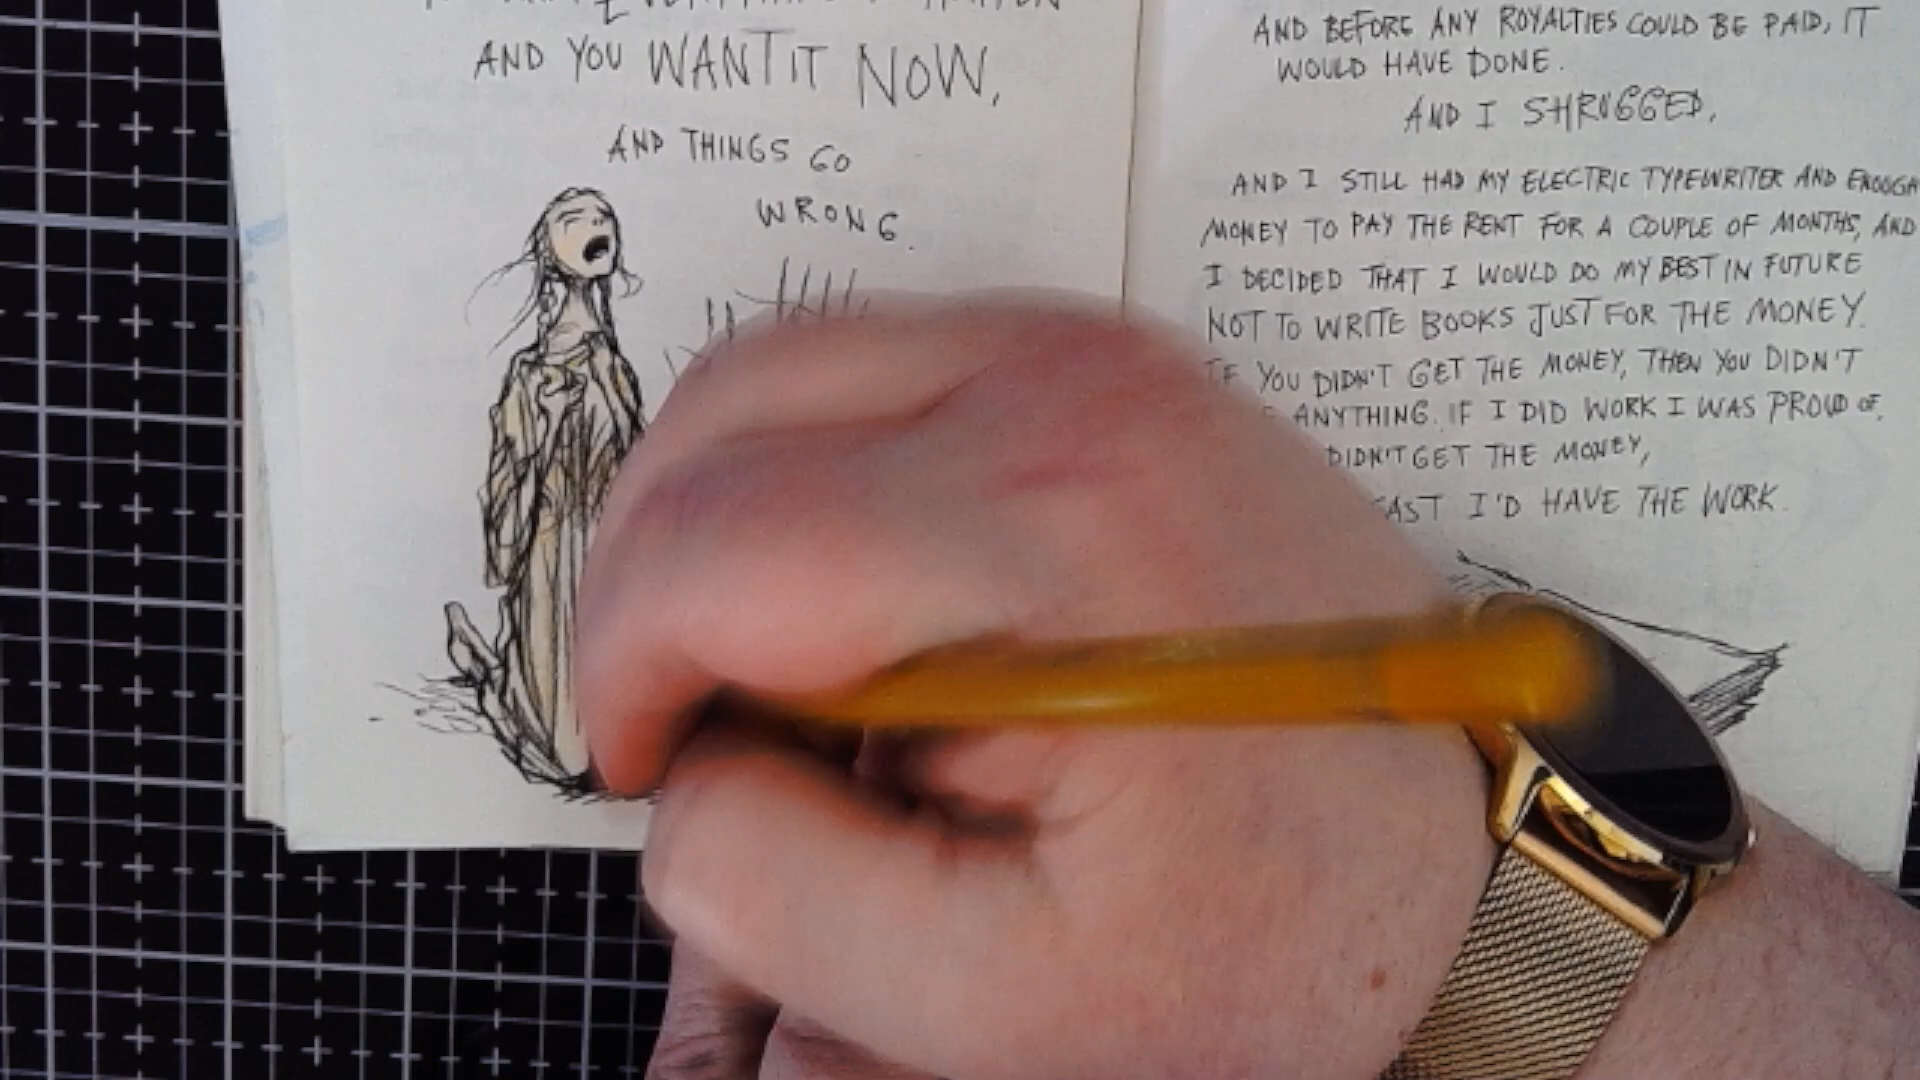 AND YOU WANT IT NOW,
AND THINGS GO
WRONG.
AND BEFORE ANY ROYALTIES COULD BE PAID, IT
WOULD HAVE DONE.
AND I SHRUGGED,
AND I STILL HAD MY ELECTRIC TYPEWRITER AND ENOUGH
MONEY TO PAY THE RENT FOR A COUPLE OF MONTHS, AND
I DECIDED THAT I WOULD DO MY BEST IN FUTURE
NOT TO WRITE BOOKS JUST FOR THE MONEY.
IF YOU DIDN'T GET THE MONEY, THEN YOU DIDN'T
ANYTHING. IF I DID WORK I WAS PROUD OF,
DIDN'T GET THE MONEY,
I'D HAVE THE WORK.